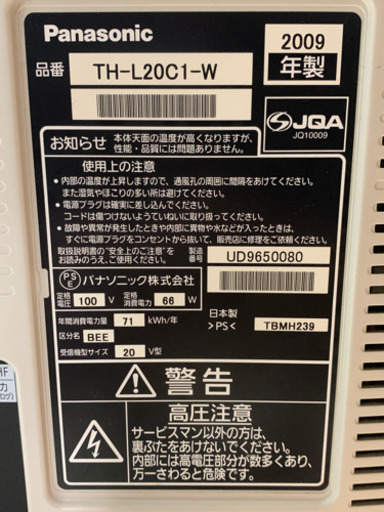 Panasonic
2009
年製
品番 TH-L20C1-W
JQA
JQ10009
お知らせ 本体天面の温度が高くなりますが、
性能・品質には問題ありません。
使用上の注意
・内部の温度が上昇しますので、通風孔の周囲に間隔をあけてください。
また湿気やほこりの多い所は避けてください。
・電源プラグは確実に差し込んでください。
コードは傷つけないようていねいに取り扱ってください。
・万一、故障が起きたときや内部に異物や水などが入ったときは、
すぐに電源プラグをコンセントから抜いて、販売店に修理をご依頼ください。
取扱説明書の“安全上のご注意”を
お読みのうえ、ご使用ください。
製造番号 UD9650080
PSE パナソニック株式会社
定格電圧 100 V 定格消費電力 66 W
年間消費電力量 71 kWh/年
日本製
>PS< TBMH239
区分名 BEE
受信機型サイズ 20 V型
警告
高圧注意
サービスマン以外の方は、
裏ぶたをあけないでください。
内部には高電圧部分が数多くあり、
万一さわると危険です。